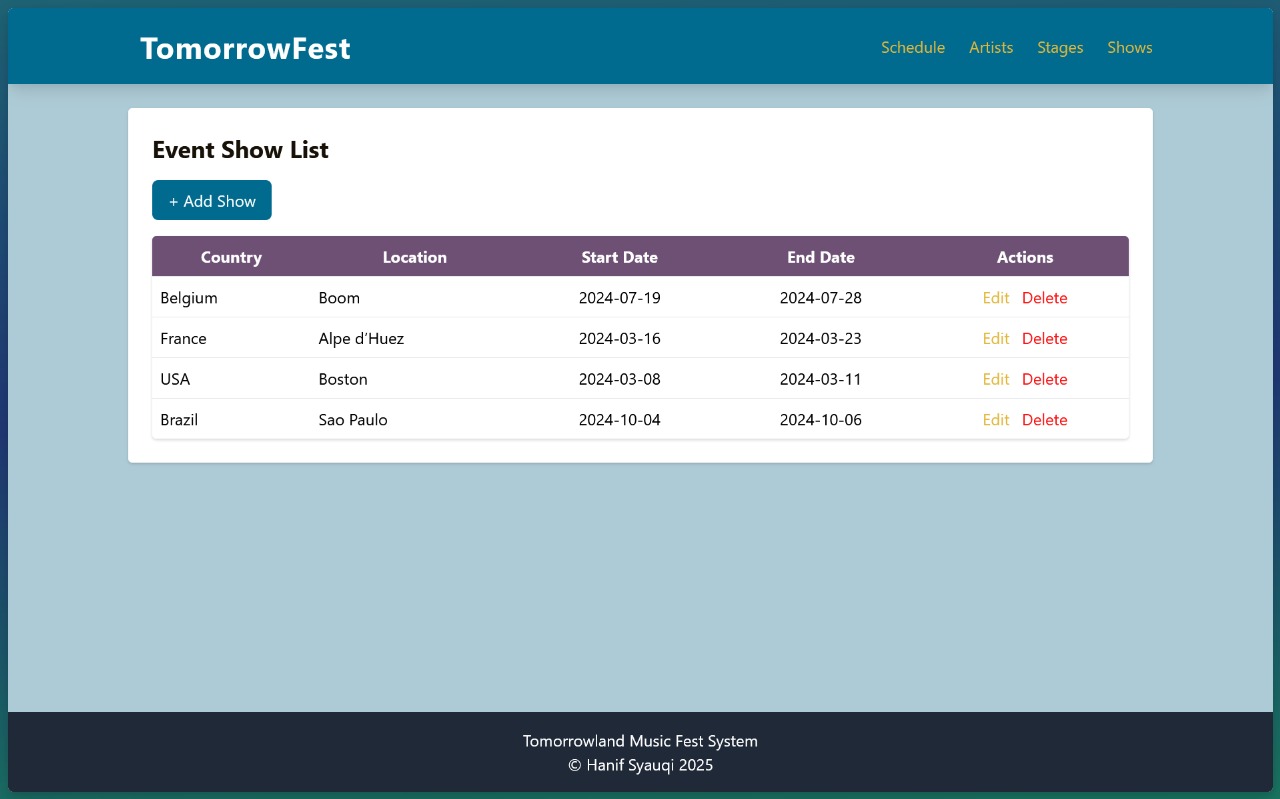 TomorrowFest
Schedule Artists Stages Shows
Event Show List
+ Add Show
Country Location Start Date End Date Actions
Belgium Boom 2024-07-19 2024-07-28 Edit Delete
France Alpe d'Huez 2024-03-16 2024-03-23 Edit Delete
USA Boston 2024-03-08 2024-03-11 Edit Delete
Brazil Sao Paulo 2024-10-04 2024-10-06 Edit Delete
Tomorrowland Music Fest System
© Hanif Syauqi 2025